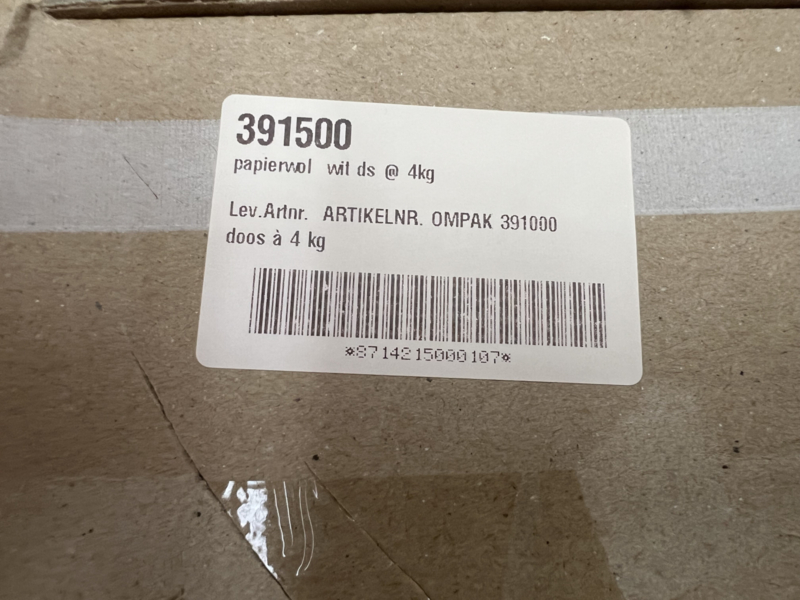 391500
papierwol wit ds @ 4kg
Lev.Artnr. ARTIKELNR. OMPAK 391000
doos à 4 kg
*8714215000107*